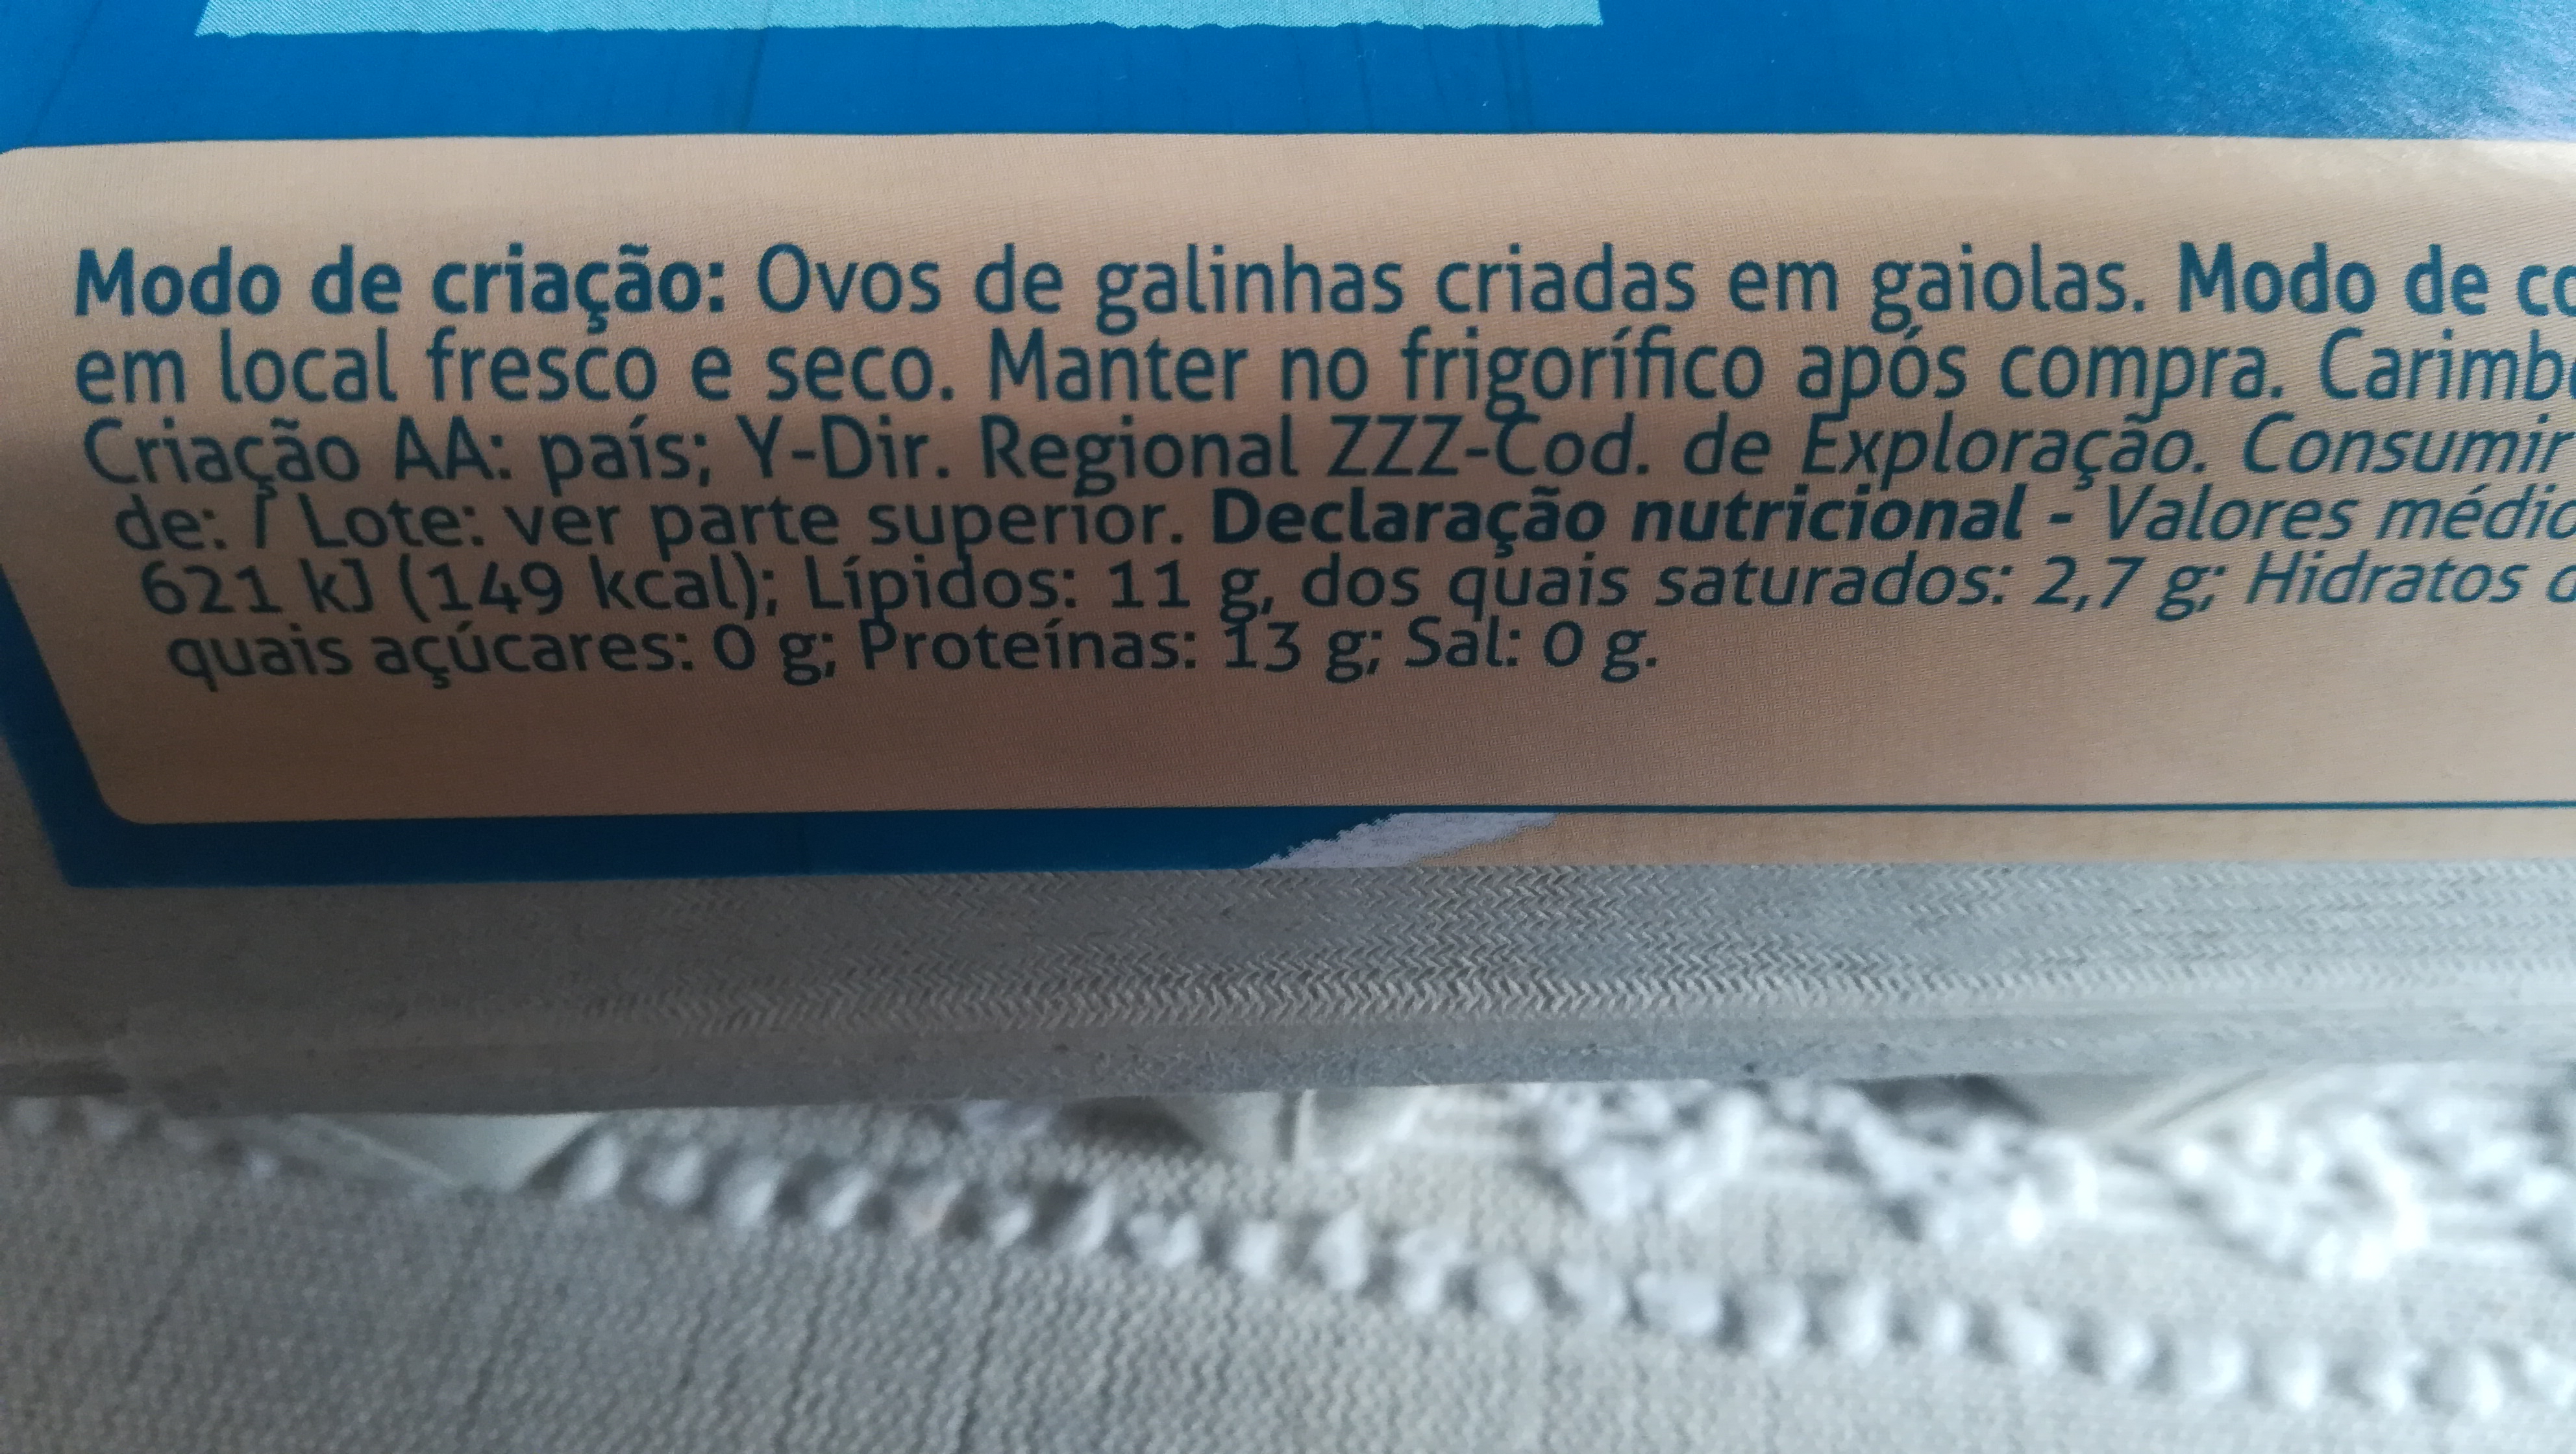 Modo de criação: Ovos de galinhas criadas em gaiolas. Modo de
em local fresco e seco. Manter no frigorífico após compra.
Criação AA: país; Y-Dir. Regional ZZZ-Cod. de Exploração. Consumir
de: / Lote: ver parte superior. Declaração nutricional - Valores
621 kJ (149 kcal); Lípidos: 11 g, dos quais saturados: 2,7 g; Hidratos
quais açúcares: 0 g; Proteínas: 13 g; Sal: 0 g.